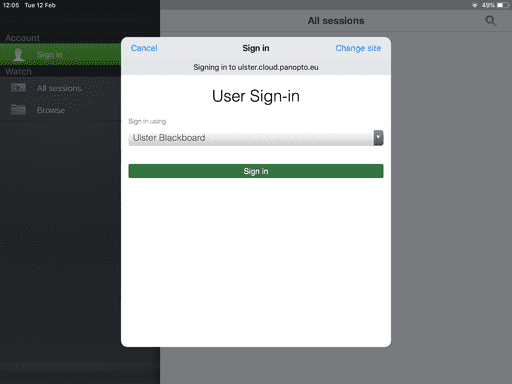 12:05 Tue 12 Feb 49%
All sessions
Account
Sign in
Watch
All sessions
Browse
Cancel Sign in Change site
Signing in to ulster.cloud.panopto.eu
User Sign-in
Sign in using
Ulster Blackboard
Sign in